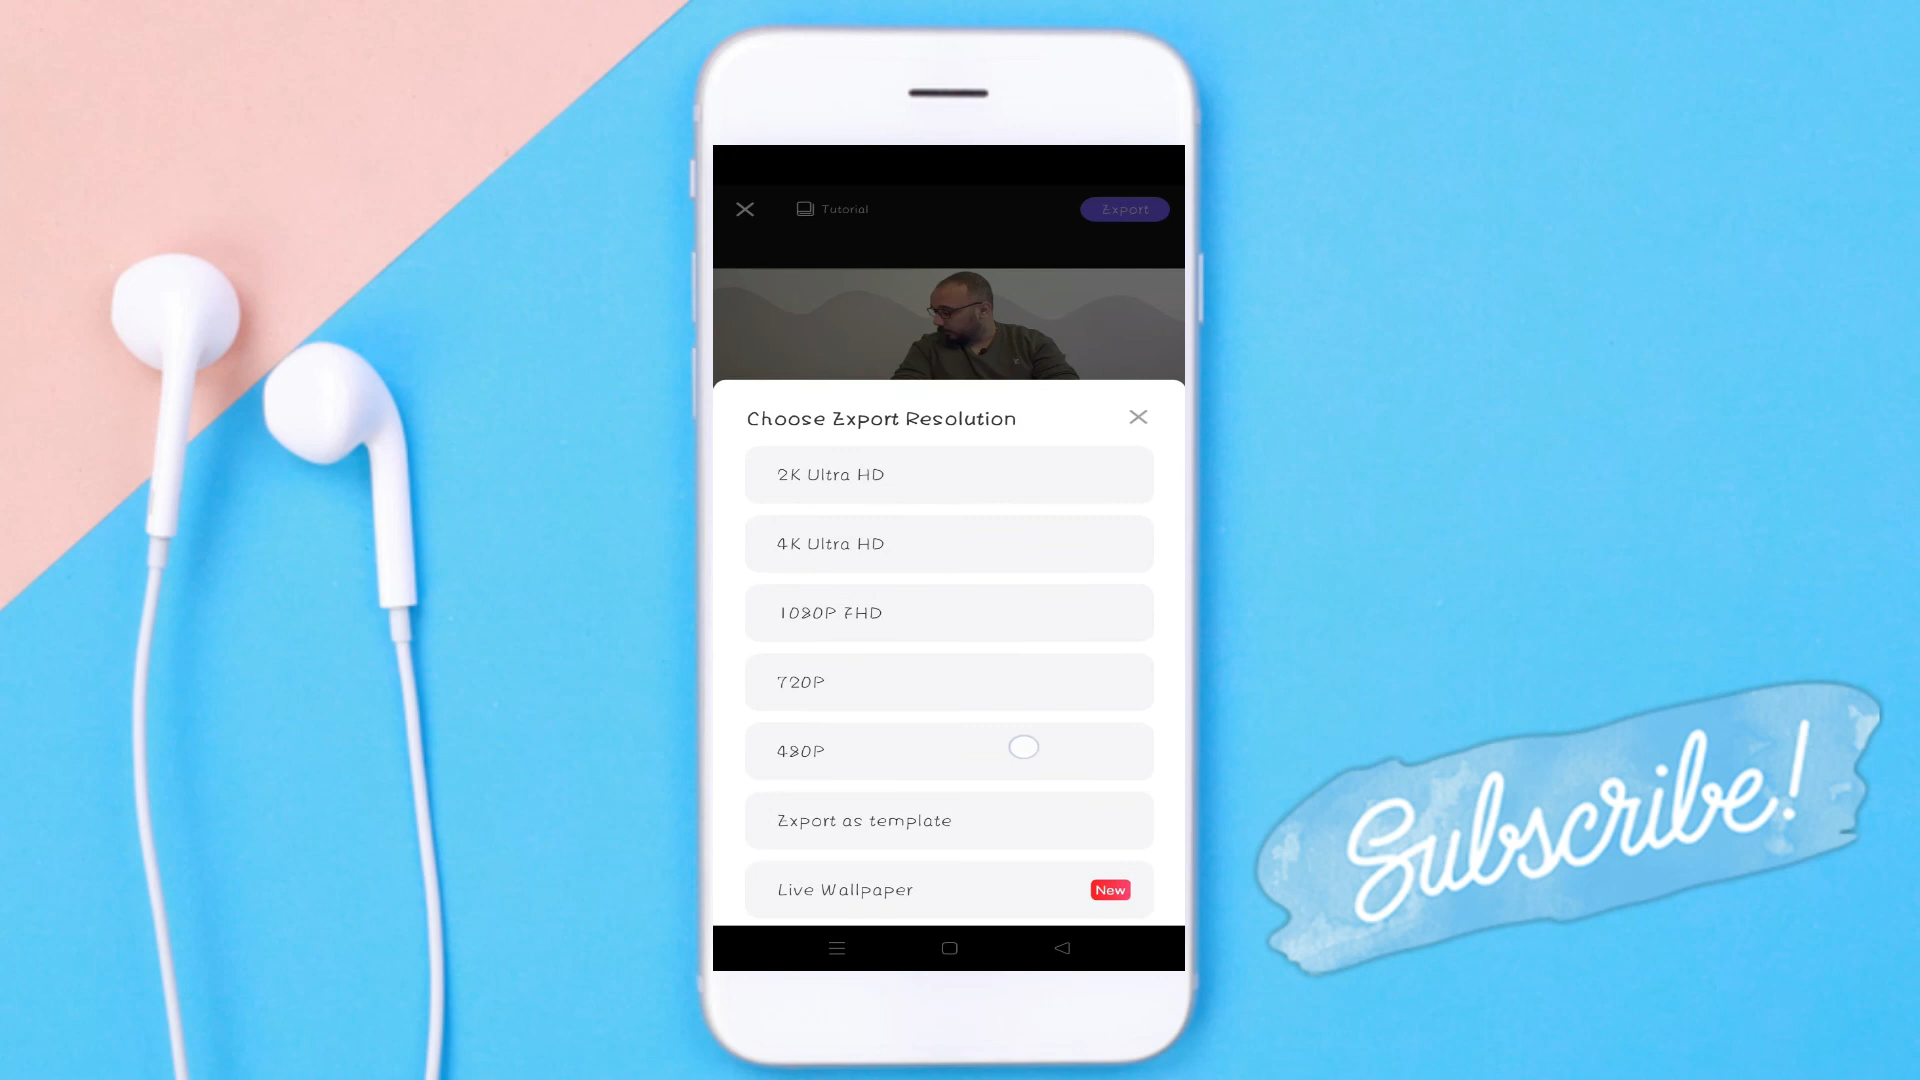 Tutorial
Export
Choose Export Resolution
2K Ultra HD
4K Ultra HD
1080P FHD
720P
480P
Export as template
Live Wallpaper New
Subscribe!